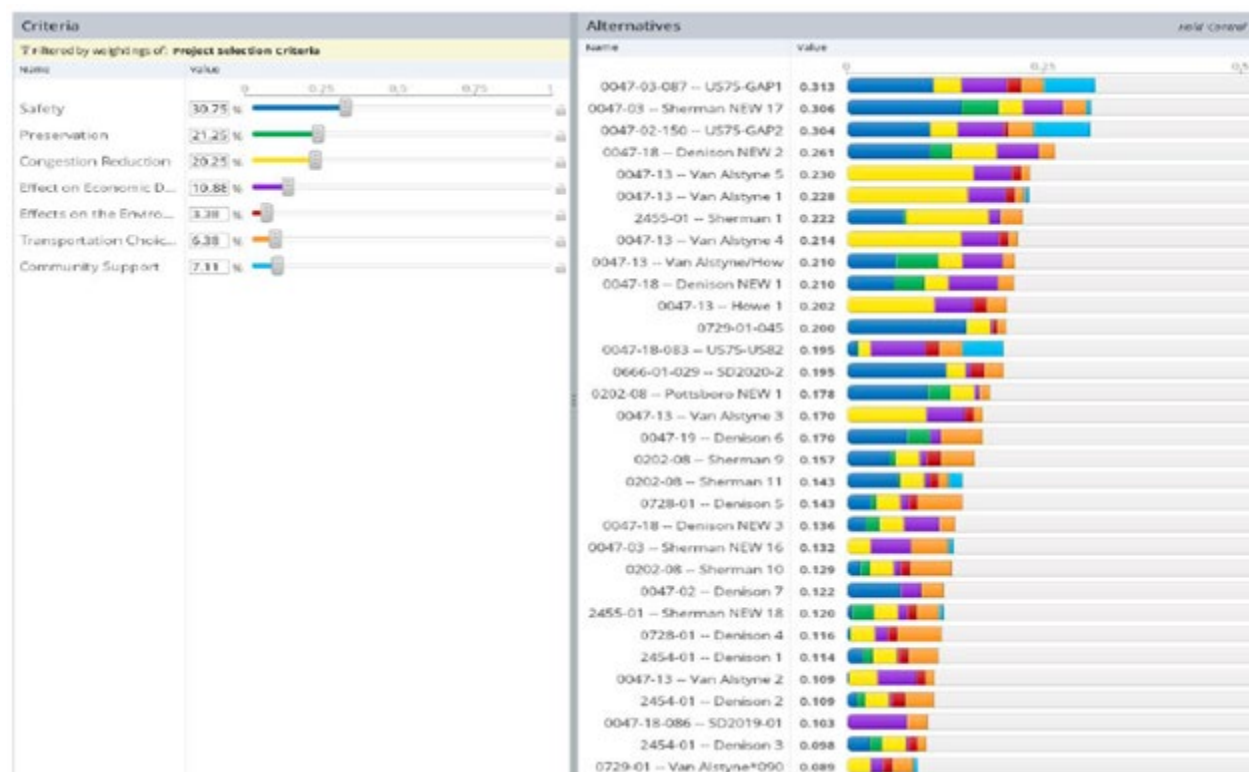 Criteria
Filtered by weightings of: Project selection criteria
Name Value
0 0,25 0,5 0,75 1
Safety 30.75 %
Preservation 21.25 %
Congestion Reduction 20.25 %
Effect on Economic D... 10.88 %
Effects on the Enviro... 3.38 %
Transportation Choic... 6.38 %
Community Support 7.11 %
Alternatives Hold Control
Name Value
0 0,25 0,5
0047-03-087 -- US75-GAP1 0.313
0047-03 -- Sherman NEW 17 0.306
0047-02-150 -- US75-GAP2 0.304
0047-18 -- Denison NEW 2 0.261
0047-13 -- Van Alstyne 5 0.230
0047-13 -- Van Alstyne 1 0.228
2455-01 -- Sherman 1 0.222
0047-13 -- Van Alstyne 4 0.214
0047-13 -- Van Alstyne/How 0.210
0047-18 -- Denison NEW 1 0.210
0047-13 -- Howe 1 0.202
0729-01-045 0.200
0047-18-083 -- US75-US82 0.195
0666-01-029 -- SD2020-2 0.195
0202-08 -- Pottsboro NEW 1 0.178
0047-13 -- Van Alstyne 3 0.170
0047-19 -- Denison 6 0.170
0202-08 -- Sherman 9 0.157
0202-08 -- Sherman 11 0.143
0728-01 -- Denison 5 0.143
0047-18 -- Denison NEW 3 0.136
0047-03 -- Sherman NEW 16 0.132
0202-08 -- Sherman 10 0.129
0047-02 -- Denison 7 0.122
2455-01 -- Sherman NEW 18 0.120
0728-01 -- Denison 4 0.116
2454-01 -- Denison 1 0.114
0047-13 -- Van Alstyne 2 0.109
2454-01 -- Denison 2 0.109
0047-18-086 -- SD2019-01 0.103
2454-01 -- Denison 3 0.098
0729-01 -- Van Alstyne*090 0.089